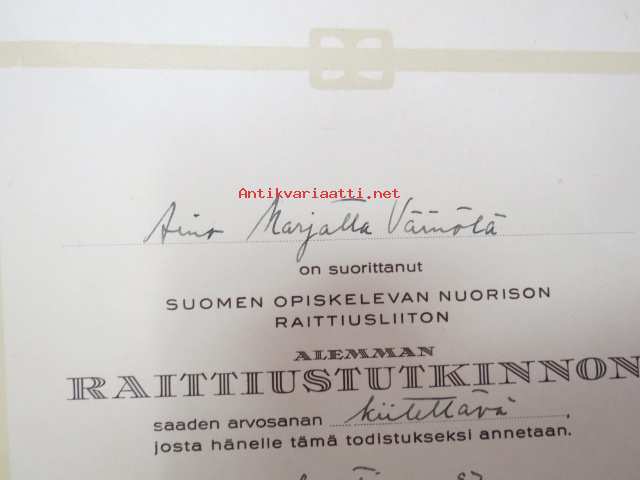 Antikvariaatti.net
Aino Marjatta Väinölä
on suorittanut
SUOMEN OPISKELEVAN NUORISON
RAITTIUSLIITON
ALEMMAN
RAITTIUSTUTKINNON
saaden arvosanan kiitettävä.
josta hänelle tämä todistukseksi annetaan.